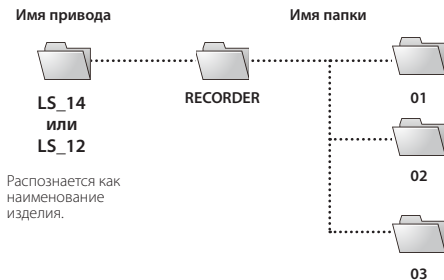 Имя привода
Имя папки
LS_14
или
LS_12
RECORDER
01
02
03
Распознается как
наименование
изделия.